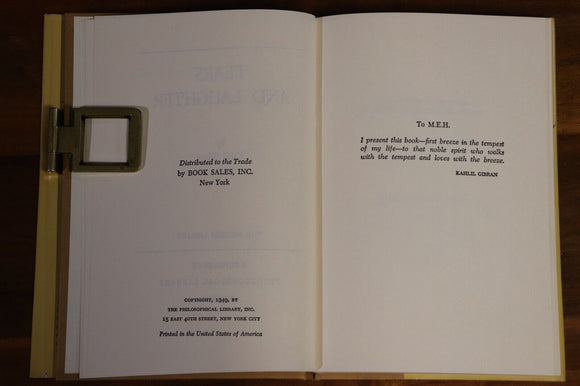 Distributed to the Trade
by BOOK SALES, INC.
New York
COPYRIGHT, 1949, BY
THE PHILOSOPHICAL LIBRARY, INC.
15 EAST 40TH STREET, NEW YORK CITY
Printed in the United States of America
To M.E.H.
I present this book—first breeze in the tempest
of my life—to that noble spirit who walks
with the tempest and loves with the breeze.
KAHLIL GIBRAN